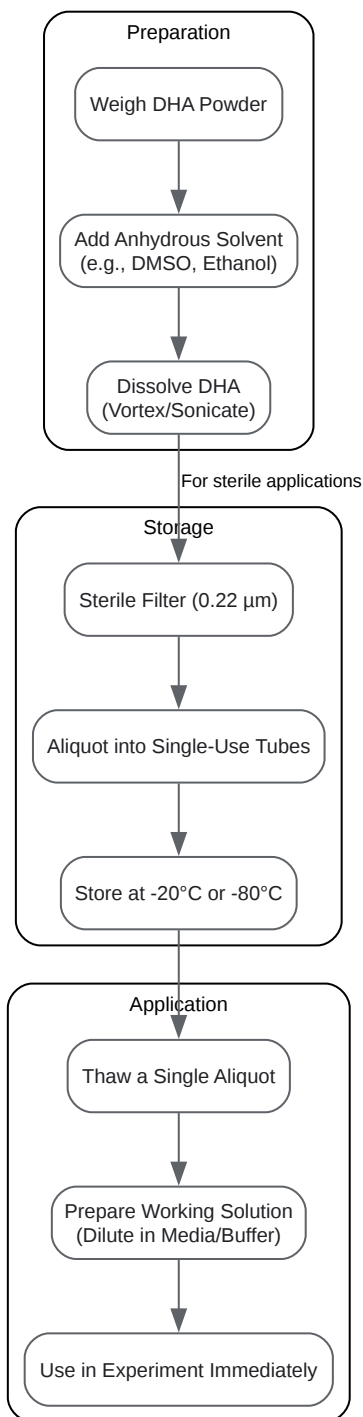 Preparation
Weigh DHA Powder
Add Anhydrous Solvent
(e.g., DMSO, Ethanol)
Dissolve DHA
(Vortex/Sonicate)
For sterile applications
Storage
Sterile Filter (0.22 µm)
Aliquot into Single-Use Tubes
Store at -20°C or -80°C
Application
Thaw a Single Aliquot
Prepare Working Solution
(Dilute in Media/Buffer)
Use in Experiment Immediately